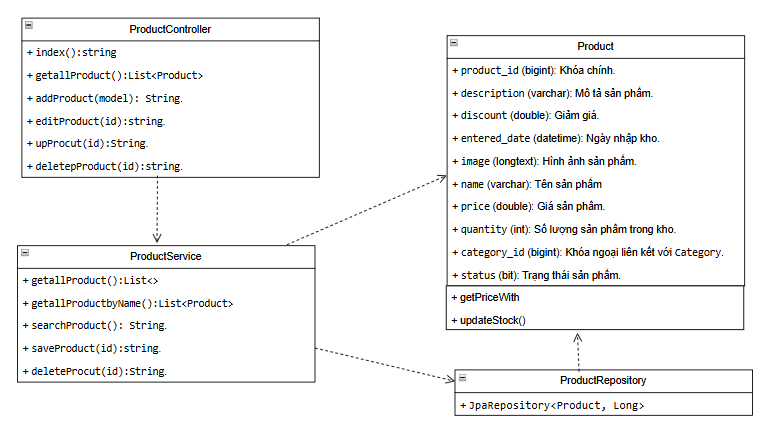 ProductController
+ index():string
+ getallProduct():List<Product>
+ addProduct(model): String.
+ editProduct(id):string.
+ upProcut(id):String.
+ deletepProduct(id):string.
Product
+ product_id (bigint): Khóa chính.
+ description (varchar): Mô tả sản phẩm.
+ discount (double): Giảm giá.
+ entered_date (datetime): Ngày nhập kho.
+ image (longtext): Hình ảnh sản phẩm.
+ name (varchar): Tên sản phẩm
+ price (double): Giá sản phẩm.
+ quantity (int): Số lượng sản phẩm trong kho.
+ category_id (bigint): Khóa ngoại liên kết với Category.
+ status (bit): Trạng thái sản phẩm.
+ getPriceWith
+ updateStock()
ProductService
+ getallProduct():List<>
+ getallProductbyName():List<Product>
+ searchProduct(): String.
+ saveProduct(id):string.
+ deleteProcut(id):String.
ProductRepository
+ JpaRepository<Product, Long>